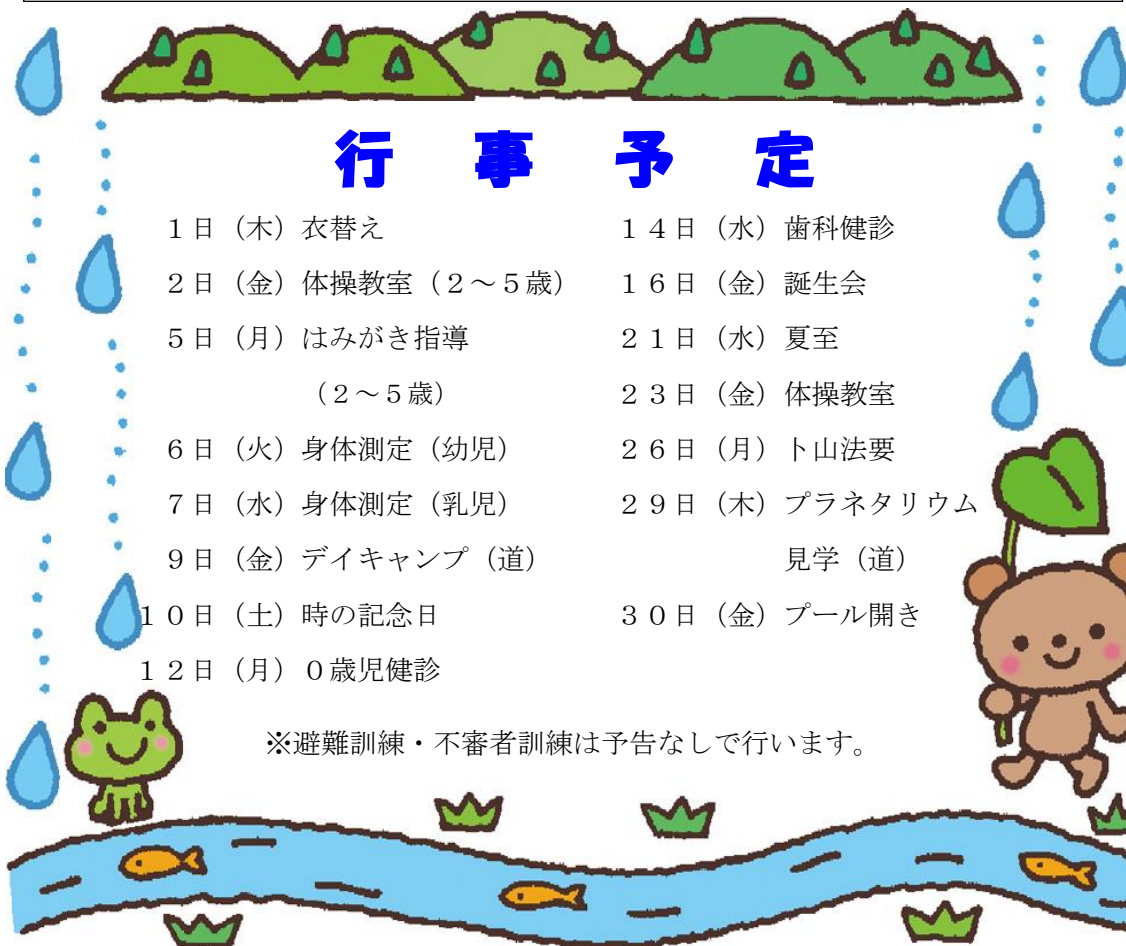 行事予定
1日（木）衣替え
2日（金）体操教室（2～5歳）
5日（月）はみがき指導
（2～5歳）
6日（火）身体測定（幼児）
7日（水）身体測定（乳児）
9日（金）デイキャンプ（道）
10日（土）時の記念日
12日（月）0歳児健診
14日（水）歯科健診
16日（金）誕生会
21日（水）夏至
23日（金）体操教室
26日（月）卜山法要
29日（木）プラネタリウム
見学（道）
30日（金）プール開き
※避難訓練・不審者訓練は予告なしで行います。